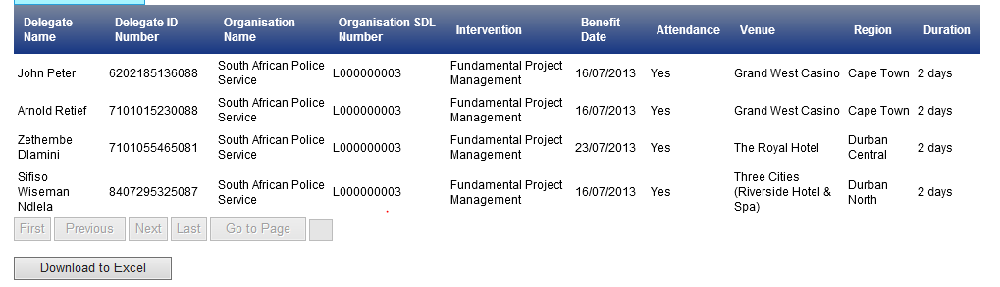 Delegate Name	Delegate ID Number	Organisation Name	Organisation SDL Number	Intervention	Benefit Date	Attendance	Venue	Region	Duration
John Peter	6202185136088	South African Police Service	L000000003	Fundamental Project Management	16/07/2013	Yes	Grand West Casino	Cape Town	2 days
Arnold Retief	7101015230088	South African Police Service	L000000003	Fundamental Project Management	16/07/2013	Yes	Grand West Casino	Cape Town	2 days
Zethembe Dlamini	7101055465081	South African Police Service	L000000003	Fundamental Project Management	23/07/2013	Yes	The Royal Hotel	Durban Central	2 days
Sifiso Wiseman Ndlela	8407295325087	South African Police Service	L000000003	Fundamental Project Management	16/07/2013	Yes	Three Cities (Riverside Hotel & Spa)	Durban North	2 days
First	Previous	Next	Last	Go to Page
Download to Excel